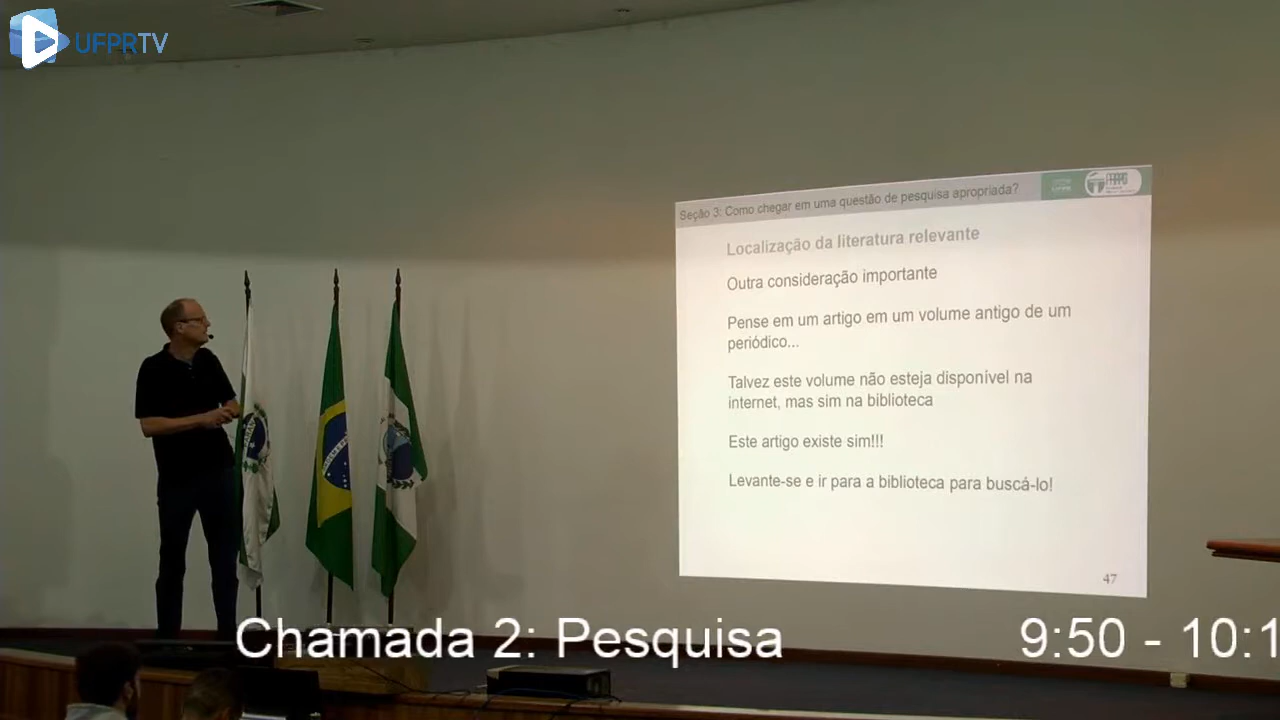 UFPRTV
Seção 3: Como chegar em uma questão de pesquisa apropriada?
Localização da literatura relevante
Outra consideração importante
Pense em um artigo em um volume antigo de um
periódico...
Talvez este volume não esteja disponível na
internet, mas sim na biblioteca
Este artigo existe sim!!!
Levante-se e ir para a biblioteca para buscá-lo!
47
Chamada 2: Pesquisa
9:50 - 10:1